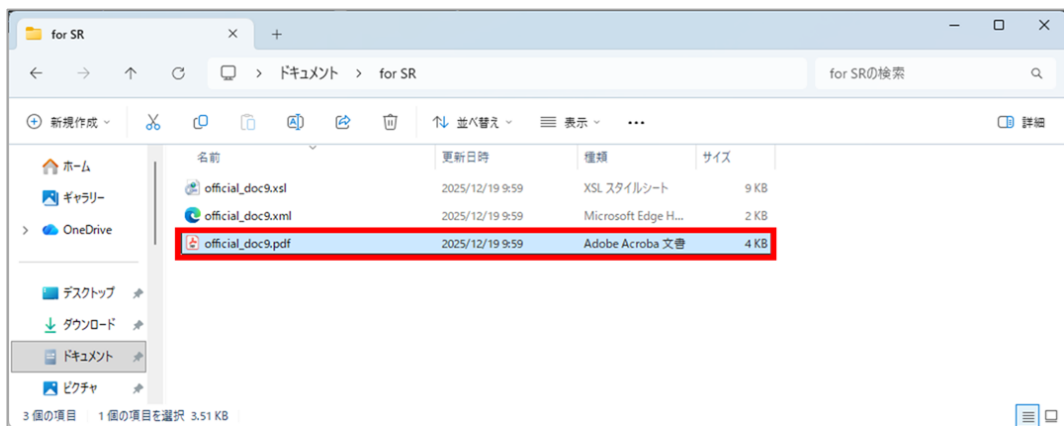 for SR
ドキュメント > for SR
for SRの検索
新規作成
並べ替え
表示
詳細
名前 更新日時 種類 サイズ
official_doc9.xsl 2025/12/19 9:59 XSL スタイルシート 9 KB
official_doc9.xml 2025/12/19 9:59 Microsoft Edge H... 2 KB
official_doc9.pdf 2025/12/19 9:59 Adobe Acroba 文書 4 KB
ホーム
ギャラリー
OneDrive
デスクトップ
ダウンロード
ドキュメント
ピクチャ
3 個の項目 1 個の項目を選択 3.51 KB